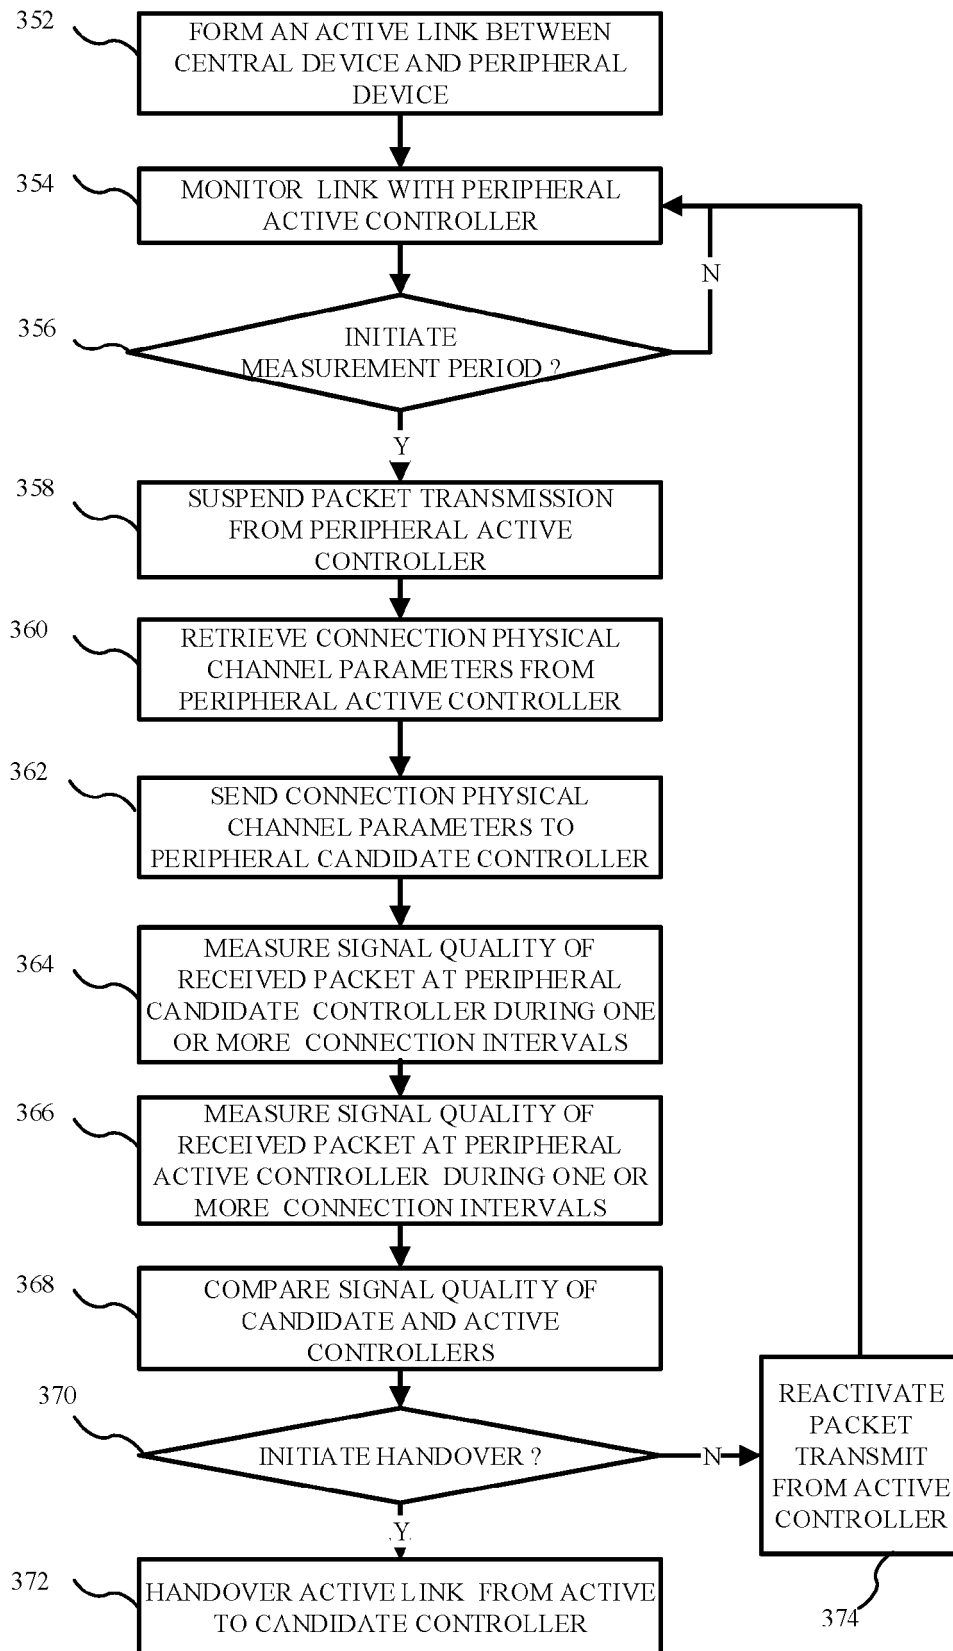 352
FORM AN ACTIVE LINK BETWEEN
CENTRAL DEVICE AND PERIPHERAL
DEVICE
354
MONITOR LINK WITH PERIPHERAL
ACTIVE CONTROLLER
N
356
INITIATE
MEASUREMENT PERIOD ?
Y
358
SUSPEND PACKET TRANSMISSION
FROM PERIPHERAL ACTIVE
CONTROLLER
360
RETRIEVE CONNECTION PHYSICAL
CHANNEL PARAMETERS FROM
PERIPHERAL ACTIVE CONTROLLER
362
SEND CONNECTION PHYSICAL
CHANNEL PARAMETERS TO
PERIPHERAL CANDIDATE CONTROLLER
364
MEASURE SIGNAL QUALITY OF
RECEIVED PACKET AT PERIPHERAL
CANDIDATE CONTROLLER DURING ONE
OR MORE CONNECTION INTERVALS
366
MEASURE SIGNAL QUALITY OF
RECEIVED PACKET AT PERIPHERAL
ACTIVE CONTROLLER DURING ONE OR
MORE CONNECTION INTERVALS
368
COMPARE SIGNAL QUALITY OF
CANDIDATE AND ACTIVE
CONTROLLERS
370
INITIATE HANDOVER ?
N
REACTIVATE
PACKET
TRANSMIT
FROM ACTIVE
CONTROLLER
374
Y
372
HANDOVER ACTIVE LINK FROM ACTIVE
TO CANDIDATE CONTROLLER